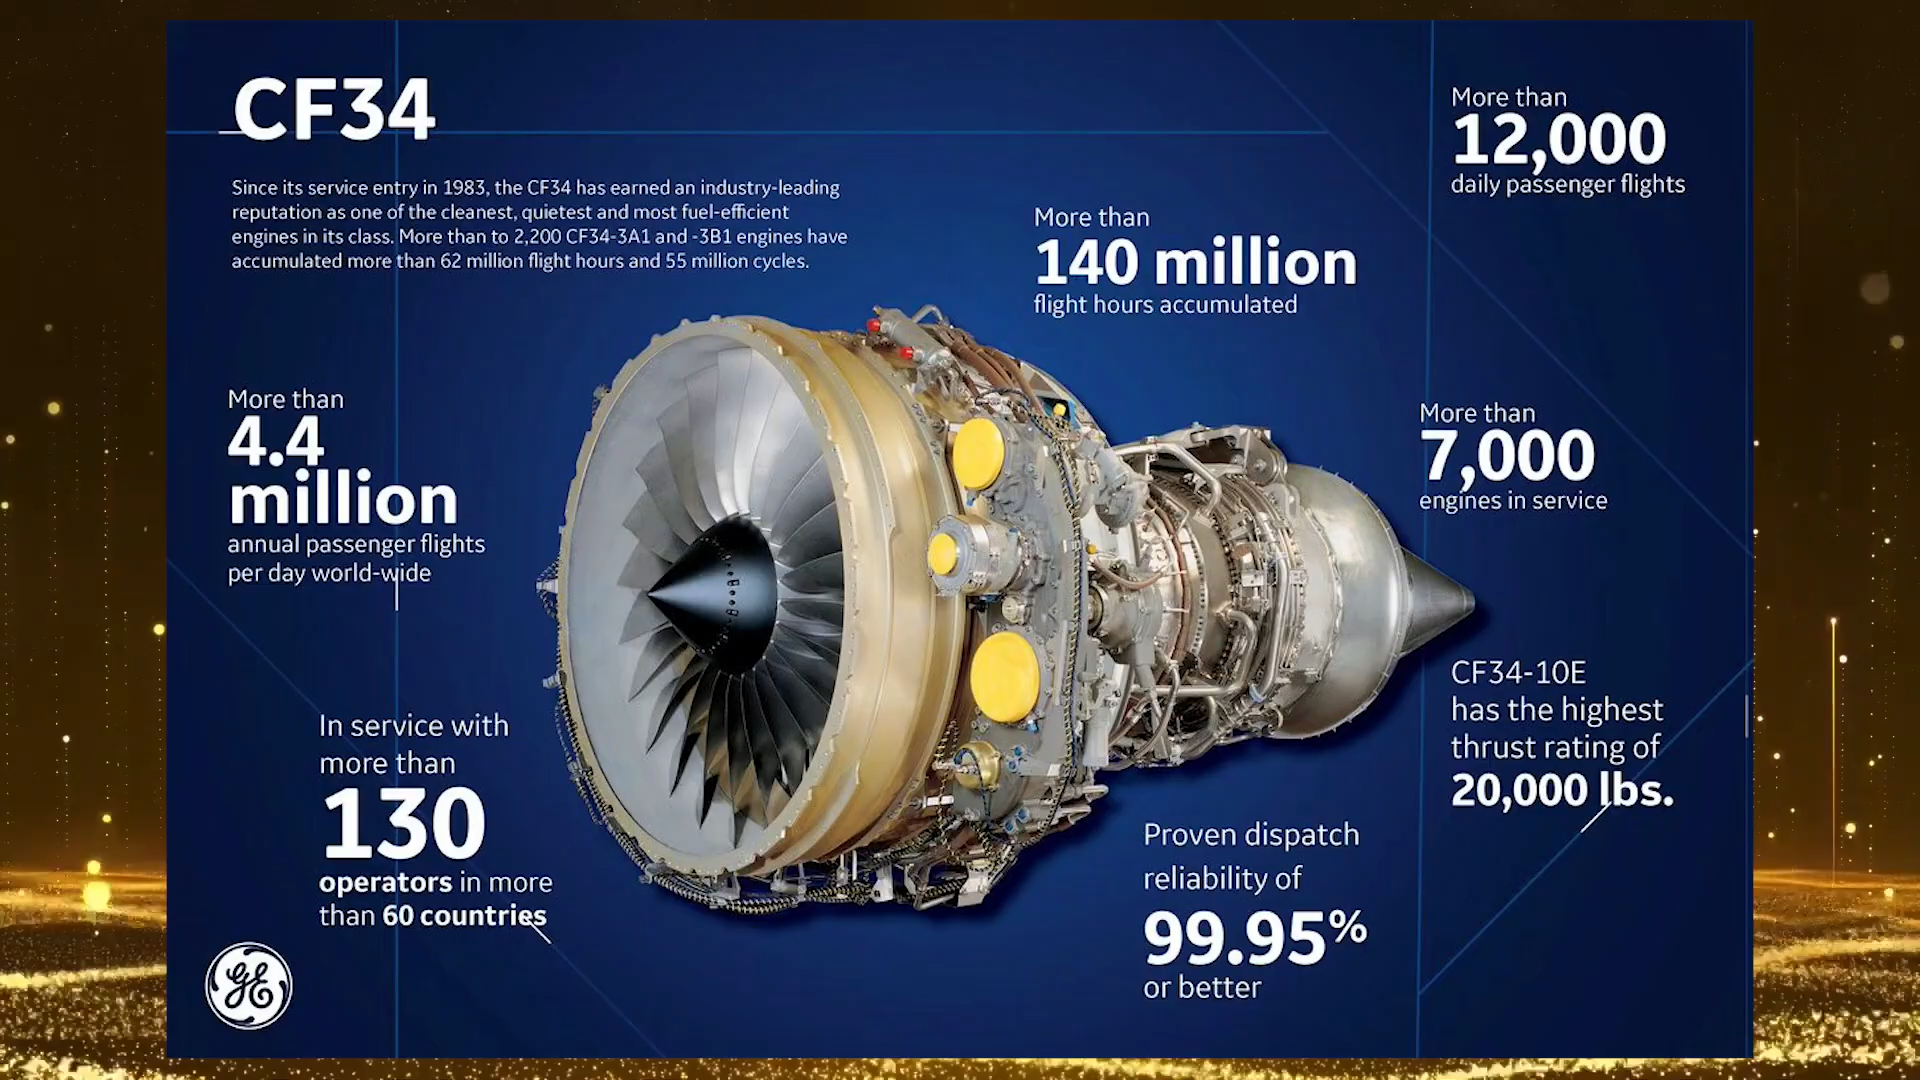 CF34
Since its service entry in 1983, the CF34 has earned an industry-leading
reputation as one of the cleanest, quietest and most fuel-efficient
engines in its class. More than to 2,200 CF34-3A1 and -3B1 engines have
accumulated more than 62 million flight hours and 55 million cycles.
More than
12,000
daily passenger flights
More than
140 million
flight hours accumulated
More than
4.4
million
annual passenger flights
per day world-wide
More than
7,000
engines in service
In service with
more than
130
operators in more
than 60 countries
CF34-10E
has the highest
thrust rating of
20,000 lbs.
Proven dispatch
reliability of
99.95%
or better
GE